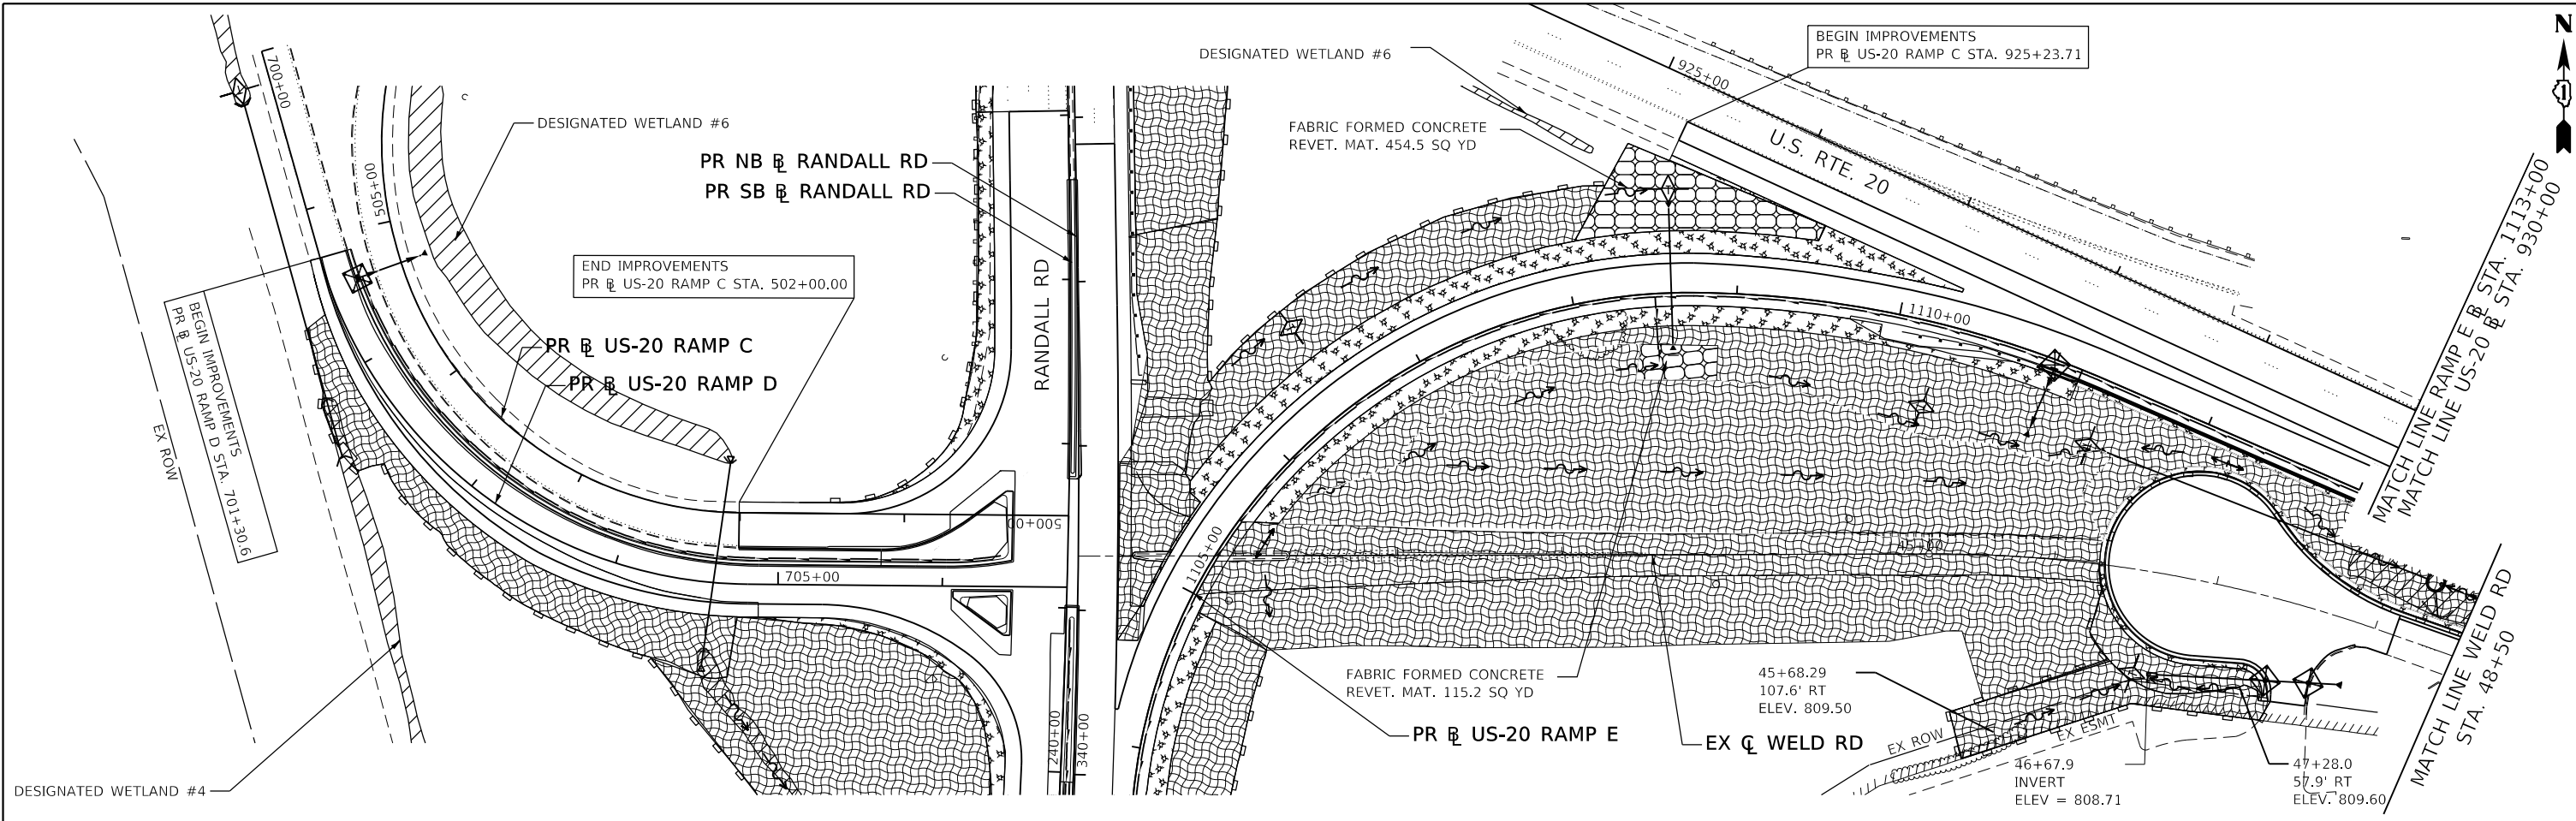 700+00
505+00
DESIGNATED WETLAND #6
PR NB ℄ RANDALL RD
PR SB ℄ RANDALL RD
END IMPROVEMENTS
PR ℄ US-20 RAMP C STA. 502+00.00
PR ℄ US-20 RAMP C
PR ℄ US-20 RAMP D
BEGIN IMPROVEMENTS
PR ℄ US-20 RAMP D STA. 701+30.6
EX ROW
DESIGNATED WETLAND #4
705+00
500+00
RANDALL RD
240+00
340+00
DESIGNATED WETLAND #6
FABRIC FORMED CONCRETE
REVET. MAT. 454.5 SQ YD
BEGIN IMPROVEMENTS
PR ℄ US-20 RAMP C STA. 925+23.71
925+00
U.S. RTE. 20
N
1
1110+00
1105+00
45+00
MATCH LINE RAMP E ℄ STA. 1113+00
MATCH LINE US-20 ℄ STA. 930+00
FABRIC FORMED CONCRETE
REVET. MAT. 115.2 SQ YD
PR ℄ US-20 RAMP E
EX ℄ WELD RD
45+68.29
107.6' RT
ELEV. 809.50
EX ROW
EX ESMT
46+67.9
INVERT
ELEV = 808.71
47+28.0
57.9' RT
ELEV. 809.60
MATCH LINE WELD RD
STA. 48+50